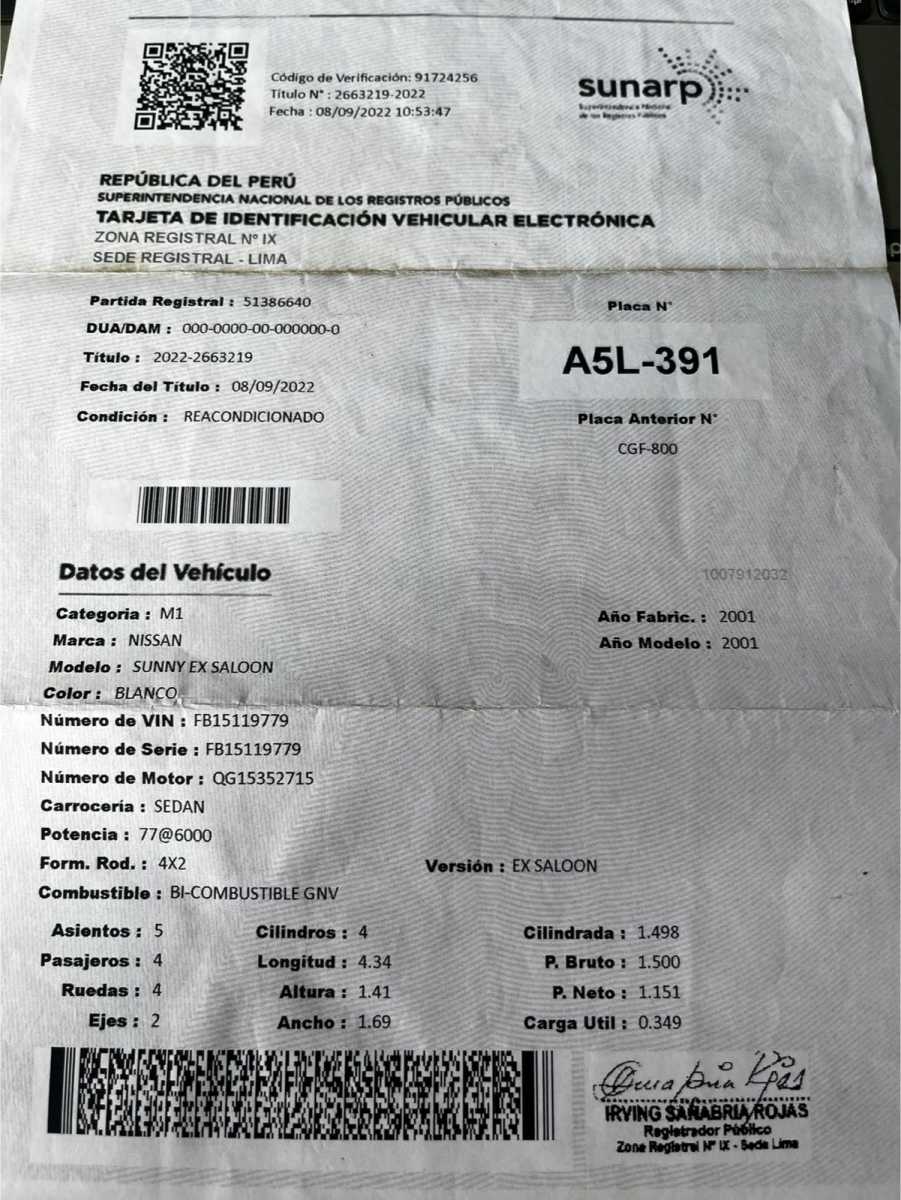 Código de Verificación: 91724256
Título N° : 2663219-2022
Fecha : 08/09/2022 10:53:47
sunarp
Superintendencia Nacional
de los Registros Públicos
REPÚBLICA DEL PERÚ
SUPERINTENDENCIA NACIONAL DE LOS REGISTROS PÚBLICOS
TARJETA DE IDENTIFICACIÓN VEHICULAR ELECTRÓNICA
ZONA REGISTRAL Nº IX
SEDE REGISTRAL - LIMA
Partida Registral : 51386640
DUA/DAM : 000-0000-00-000000-0
Título : 2022-2663219
Fecha del Título : 08/09/2022
Condición : REACONDICIONADO
Placa N°
A5L-391
Placa Anterior N°
CGF-800
Datos del Vehículo
1007912032
Categoria : M1
Marca : NISSAN
Modelo : SUNNY EX SALOON
Color : BLANCO
Año Fabric. : 2001
Año Modelo : 2001
Número de VIN : FB15119779
Número de Serie : FB15119779
Número de Motor : QG15352715
Carrocería : SEDAN
Potencia : 77@6000
Form. Rod. : 4X2
Versión : EX SALOON
Combustible : BI-COMBUSTIBLE GNV
Asientos : 5 Cilindros : 4 Cilindrada : 1.498
Pasajeros : 4 Longitud : 4.34 P. Bruto : 1.500
Ruedas : 4 Altura : 1.41 P. Neto : 1.151
Ejes : 2 Ancho : 1.69 Carga Util : 0.349
IRVING SAÑABRIA ROJAS
Registrador Público
Zona Registral Nº IX - Sede Lima